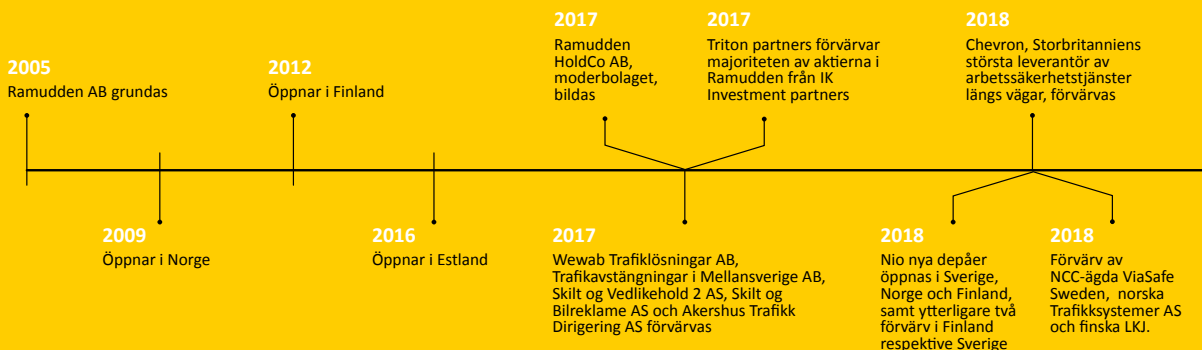 2005
Ramudden AB grundas
2009
Öppnar i Norge
2012
Öppnar i Finland
2016
Öppnar i Estland
2017
Ramudden
HoldCo AB,
moderbolaget,
bildas
2017
Triton partners förvärvar
majoriteten av aktierna i
Ramudden från IK
Investment partners
2017
Wewab Trafiklösningar AB,
Trafikavstängningar i Mellansverige AB,
Skilt og Vedlikehold 2 AS, Skilt og
Bilreklame AS och Akershus Trafikk
Dirigering AS förvärvas
2018
Chevron, Storbritanniens
största leverantör av
arbetssäkerhetstjänster
längs vägar, förvärvas
2018
Nio nya depåer
öppnas i Sverige,
Norge och Finland,
samt ytterligare två
förvärv i Finland
respektive Sverige
2018
Förvärv av
NCC-ägda ViaSafe
Sweden, norska
Trafikksystemer AS
och finska LKJ.